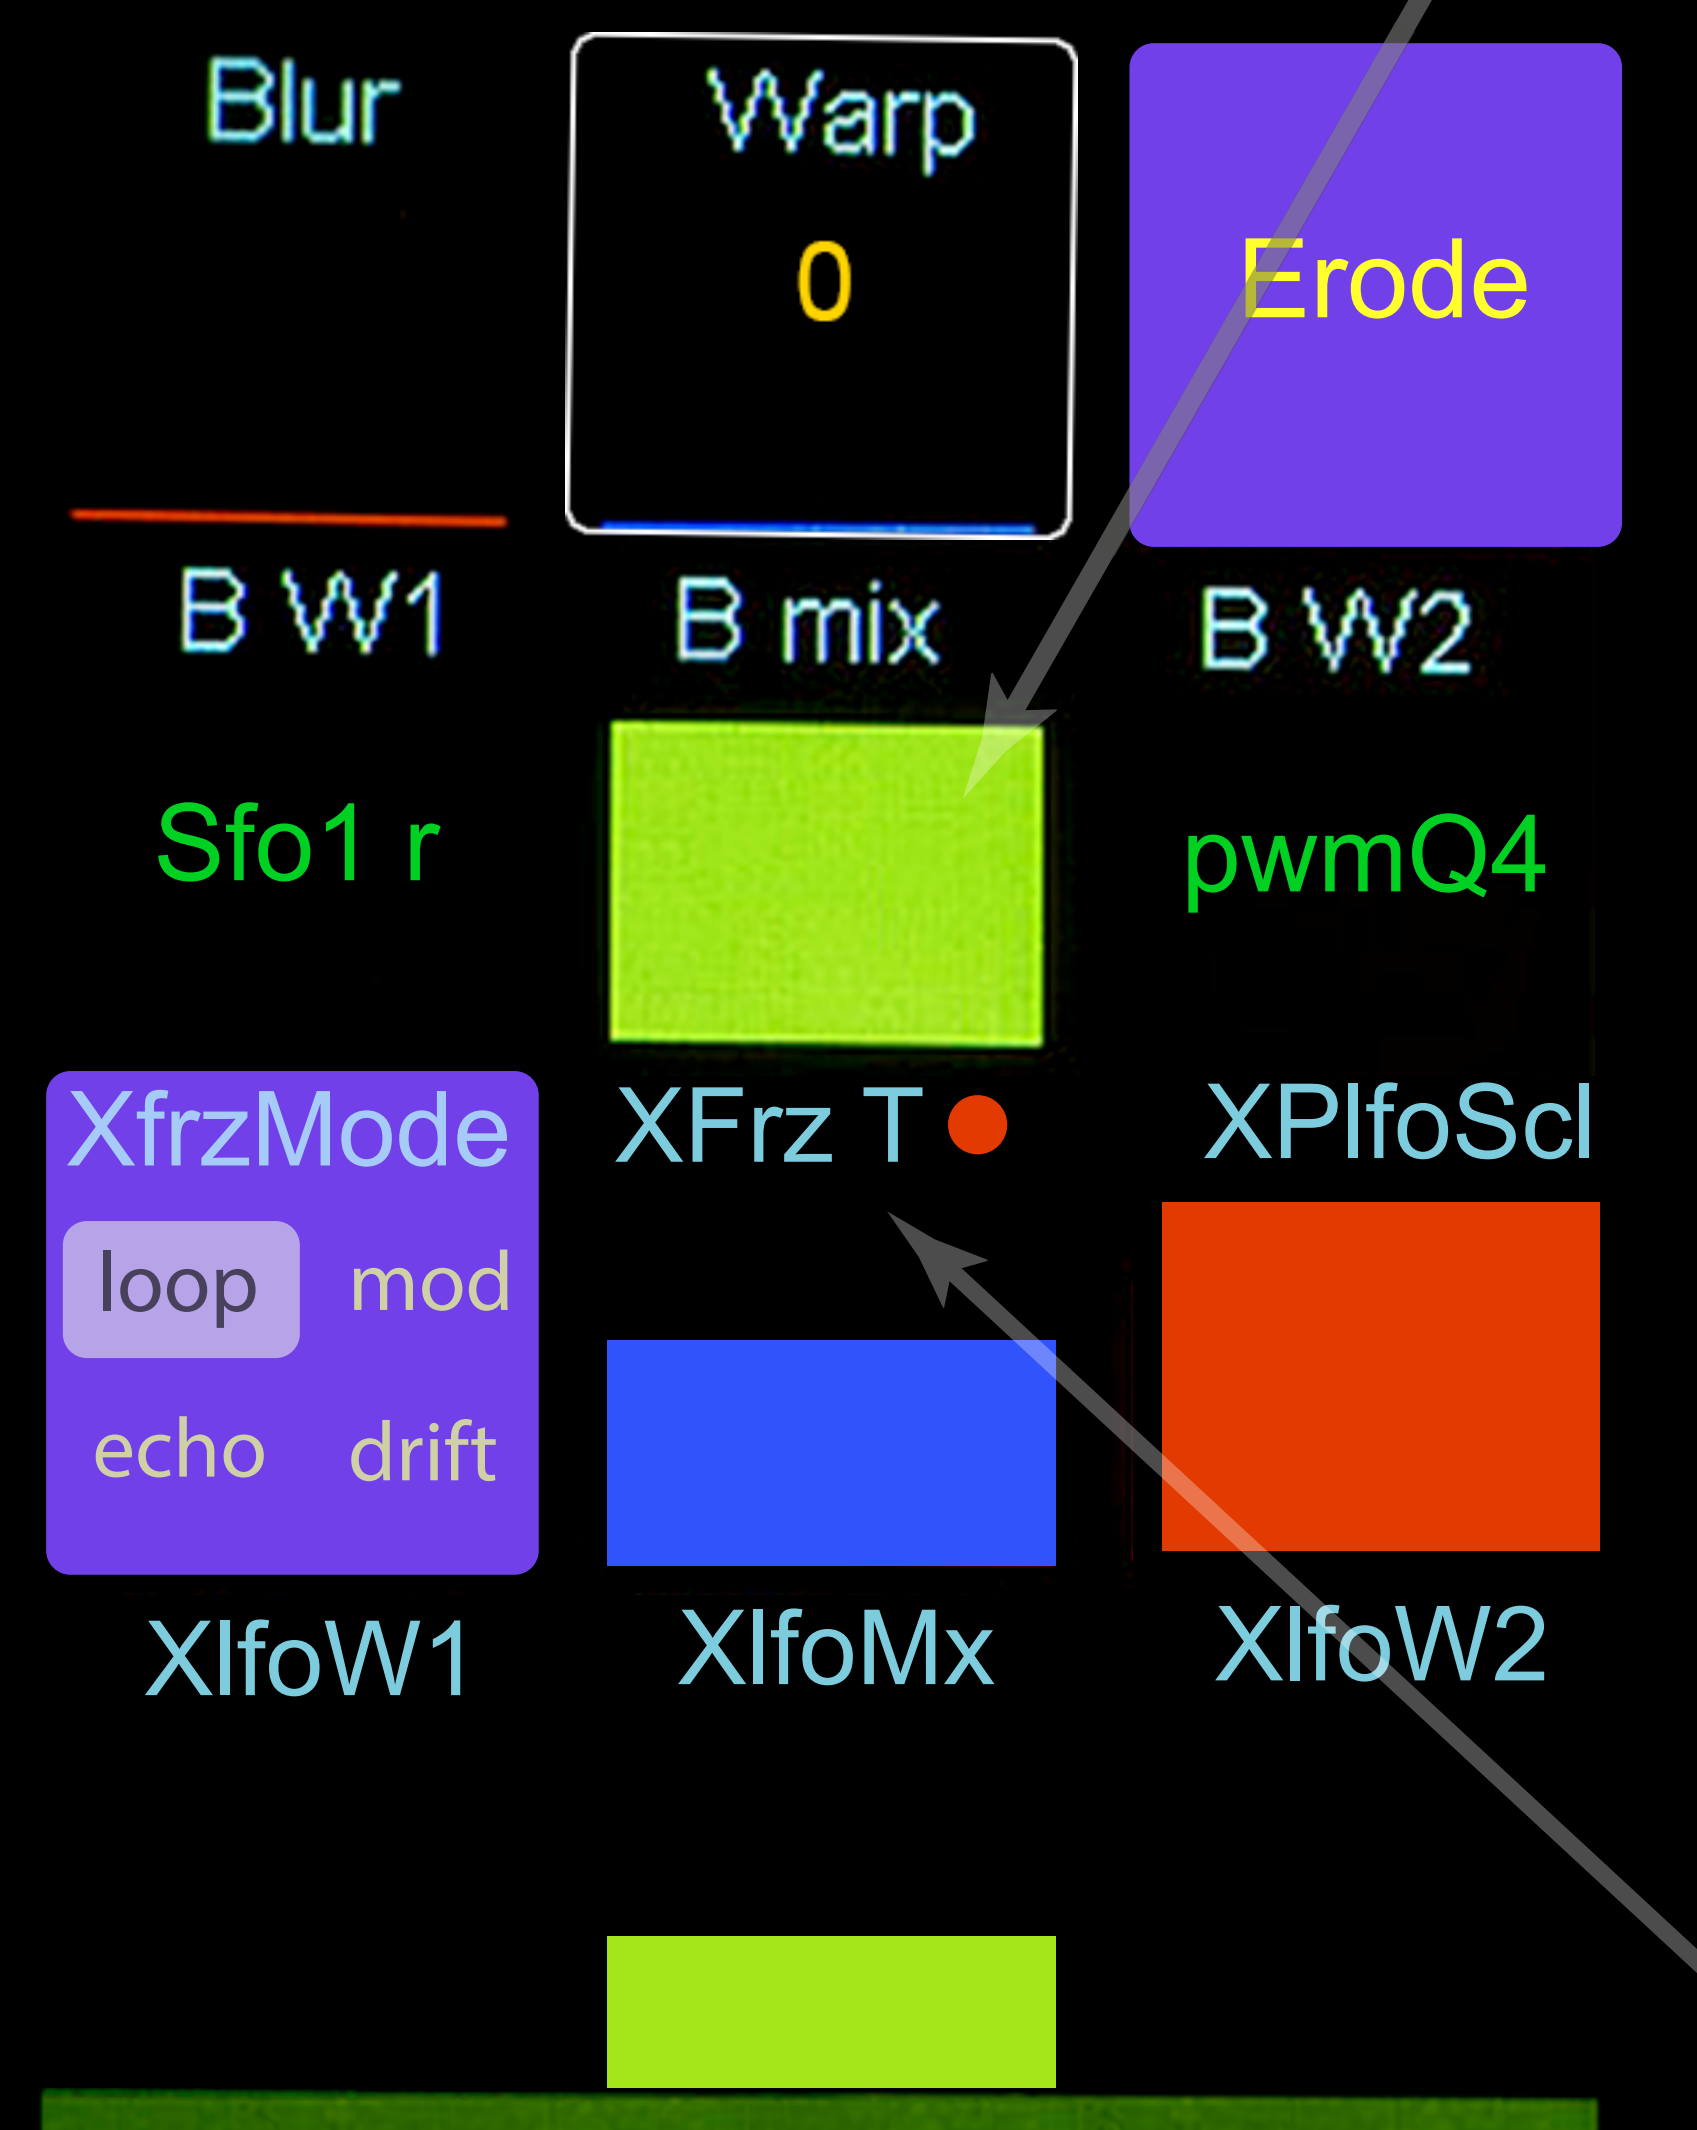 Blur
Warp
0
Erode
B W1
B mix
B W2
Sfo1 r
pwmQ4
XfrzMode
XFrz T
XPlfoScl
loop
mod
echo
drift
XlfoW1
XlfoMx
XlfoW2